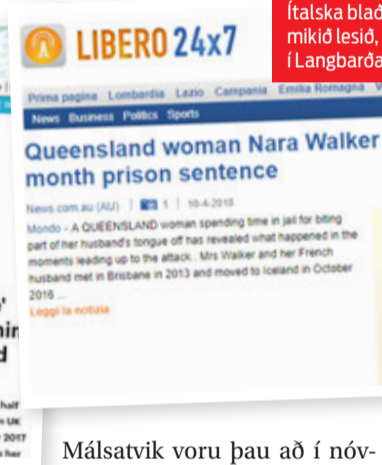 Ítalska blað
mikið lesið,
í Langbarða
LIBERO 24x7
Prima pagina Lombardia Lazio Campania Emilia Romagna
News Business Politics Sports
Queensland woman Nara Walker
month prison sentence
News.com.au (AU) | 1 | 10-4-2018
Mondo - A QUEENSLAND woman spending time in jail for biting
part of her husband's tongue off has revealed what happened in the
moments leading up to the attack.. Mrs Walker and her French
husband met in Brisbane in 2013 and moved to Iceland in October
2016 ...
Leggi la notizia
half
UK
2017
her
Málsatvik voru þau að í nóv-